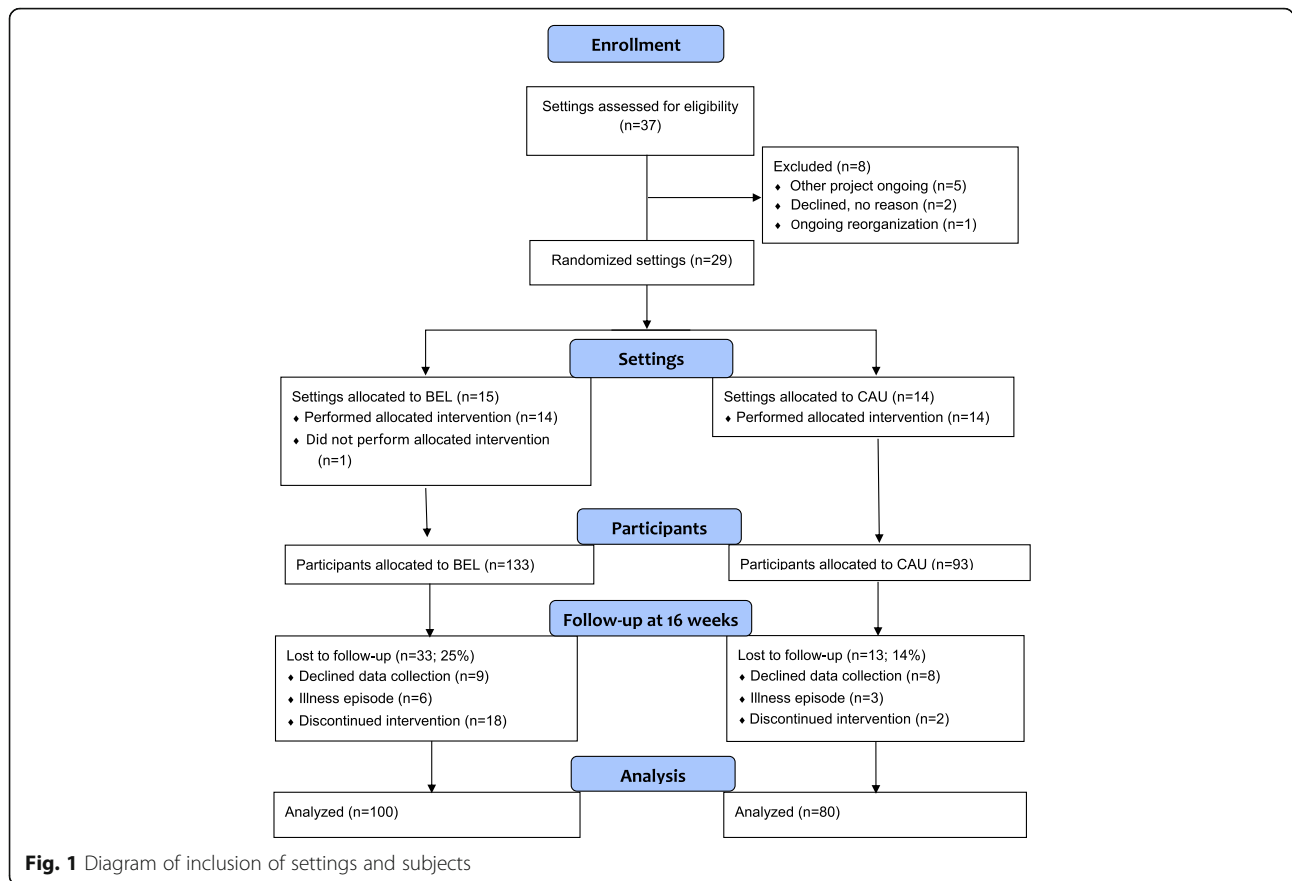 Enrollment
Settings assessed for eligibility
(n=37)
Excluded (n=8)
♦ Other project ongoing (n=5)
♦ Declined, no reason (n=2)
♦ Ongoing reorganization (n=1)
Randomized settings (n=29)
Settings
Settings allocated to BEL (n=15)
♦ Performed allocated intervention (n=14)
♦ Did not perform allocated intervention
(n=1)
Settings allocated to CAU (n=14)
♦ Performed allocated intervention (n=14)
Participants
Participants allocated to BEL (n=133)
Participants allocated to CAU (n=93)
Follow-up at 16 weeks
Lost to follow-up (n=33; 25%)
♦ Declined data collection (n=9)
♦ Illness episode (n=6)
♦ Discontinued intervention (n=18)
Lost to follow-up (n=13; 14%)
♦ Declined data collection (n=8)
♦ Illness episode (n=3)
♦ Discontinued intervention (n=2)
Analysis
Analyzed (n=100)
Analyzed (n=80)
Fig. 1 Diagram of inclusion of settings and subjects